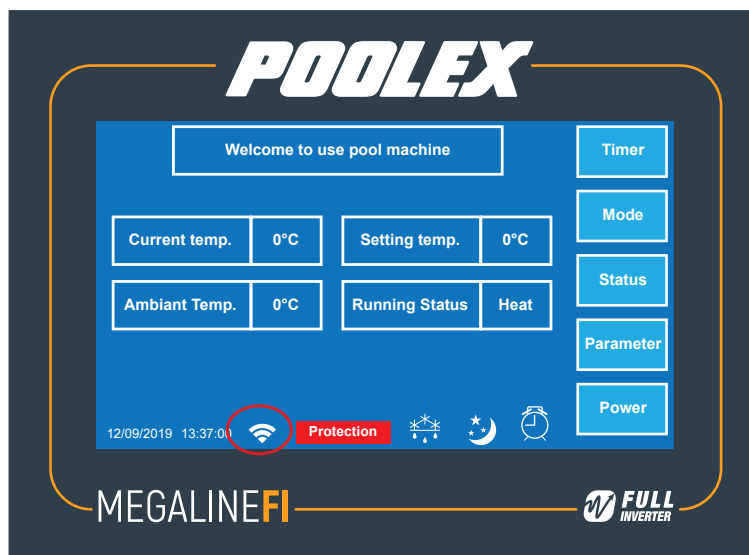 POOLEX
Welcome to use pool machine
Timer
Mode
Current temp. 0°C Setting temp. 0°C
Status
Ambiant Temp. 0°C Running Status Heat
Parameter
Power
12/09/2019 13:37:00 Protection
MEGALINEFI
FULL
INVERTER